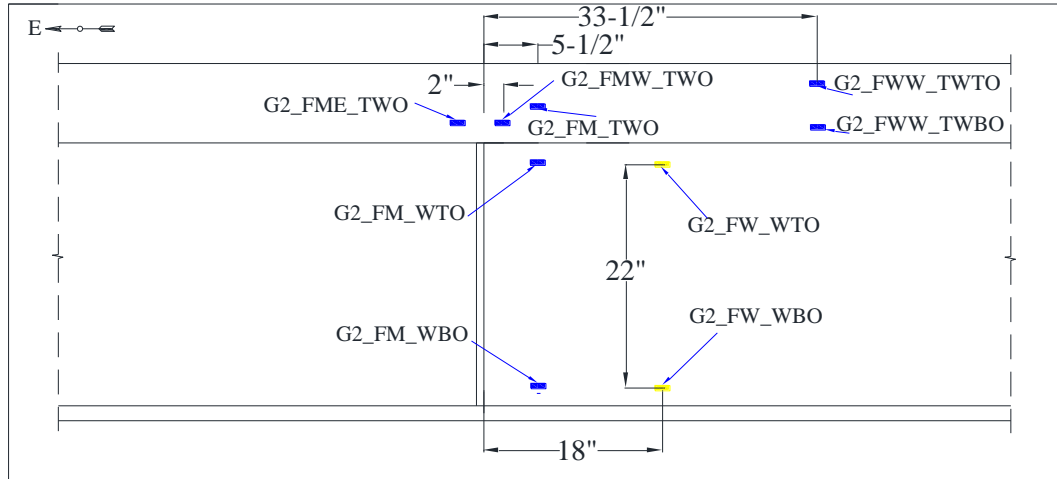 33-1/2"
E
5-1/2"
2"
G2_FMW_TWO
G2_FWW_TWTO
G2_FME_TWO
G2_FM_TWO
G2_FWW_TWBO
G2_FM_WTO
G2_FW_WTO
22"
G2_FM_WBO
G2_FW_WBO
18"